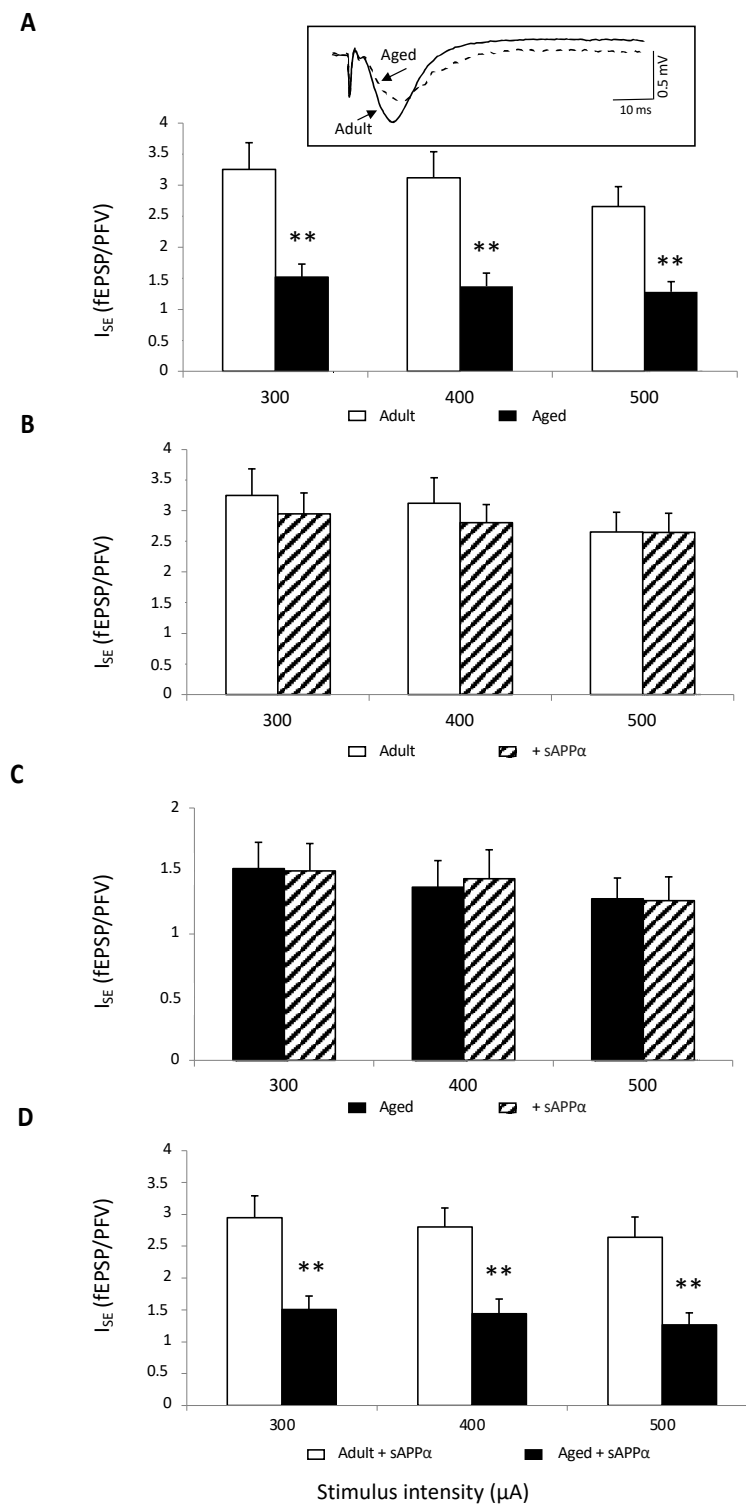 A
Aged
Adult
0.5 mV
10 ms
I_SE (fEPSP/PFV)
4
3.5
3
2.5
2
1.5
1
0.5
0
** ** **
300 400 500
Adult Aged
B
I_SE (fEPSP/PFV)
4
3.5
3
2.5
2
1.5
1
0.5
0
300 400 500
Adult + sAPPα
C
I_SE (fEPSP/PFV)
2
1.5
1
0.5
0
300 400 500
Aged + sAPPα
D
I_SE (fEPSP/PFV)
4
3.5
3
2.5
2
1.5
1
0.5
0
** ** **
300 400 500
Adult + sAPPα Aged + sAPPα
Stimulus intensity (µA)